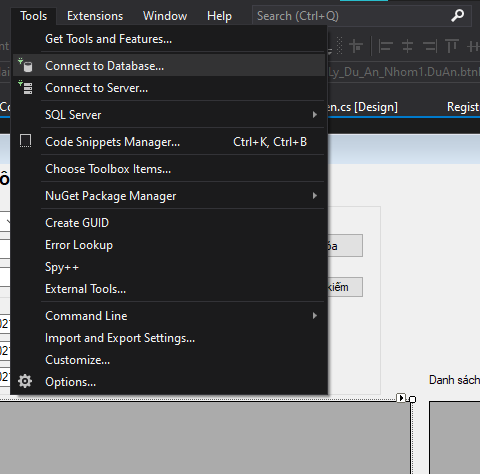 Tools Extensions Window Help Search (Ctrl+Q)
Get Tools and Features...
Connect to Database...
Ly_Du_An_Nhom1.DuAn.btn
Connect to Server...
en.cs [Design] Regist
SQL Server
Code Snippets Manager... Ctrl+K, Ctrl+B
Choose Toolbox Items...
NuGet Package Manager
Create GUID
óa
Error Lookup
Spy++
External Tools...
kiếm
Command Line
Import and Export Settings...
Customize...
Options...
Danh sách